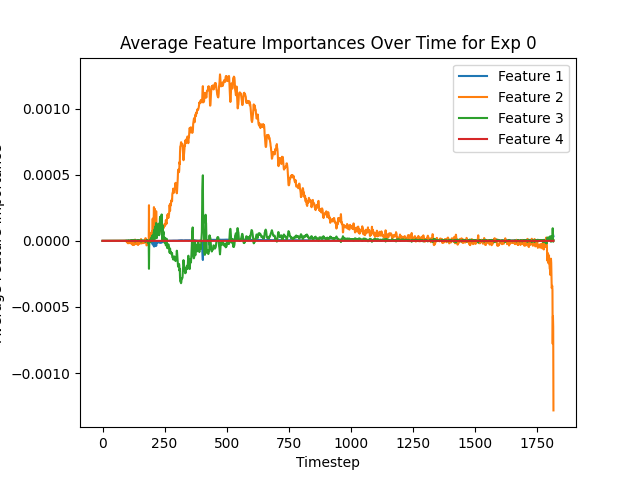 Average Feature Importances Over Time for Exp 0
Feature 1
Feature 2
Feature 3
Feature 4
0.0010
0.0005
0.0000
−0.0005
−0.0010
0
250
500
750
1000
1250
1500
1750
Timestep